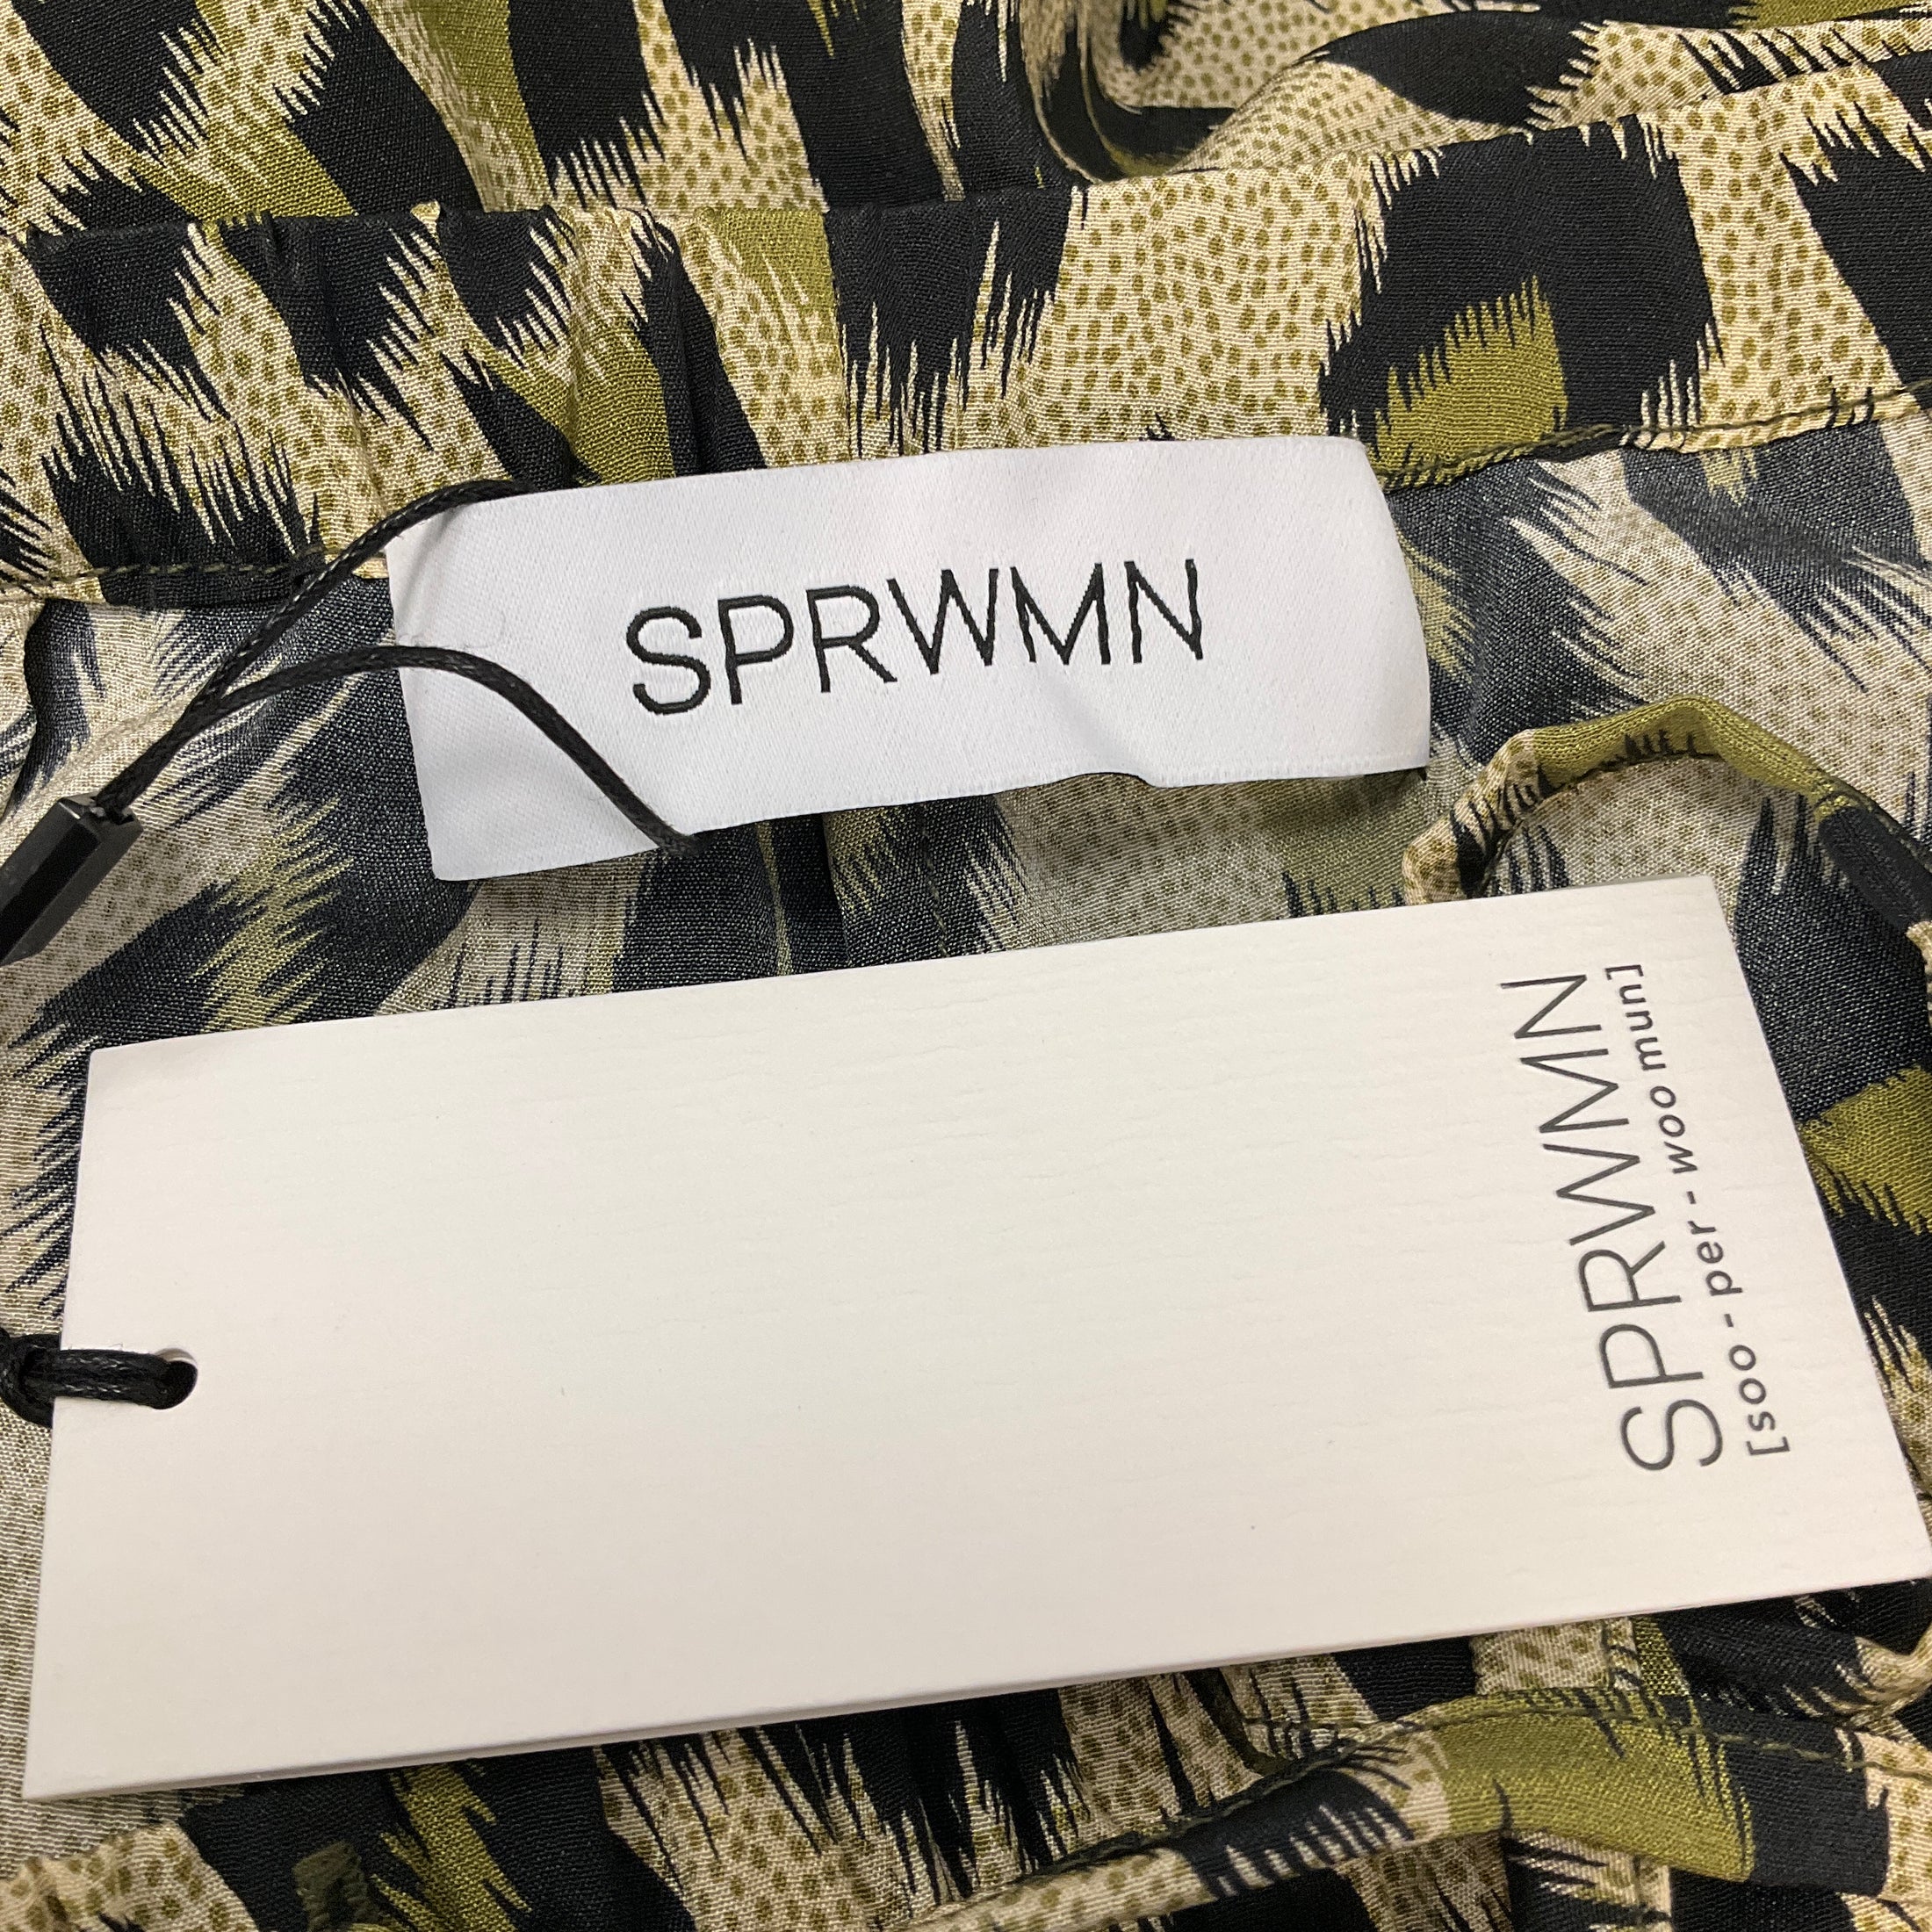 SPRWMN
SPRWMN
[soo - per - woo mun]